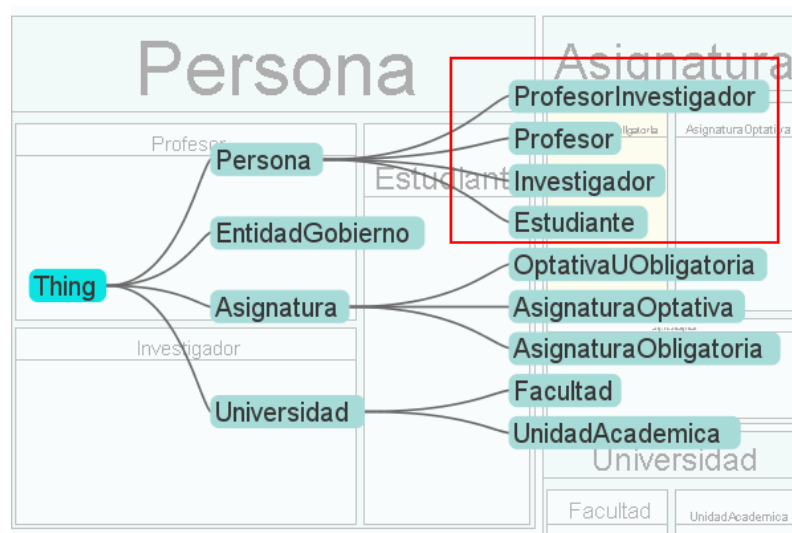 Persona
Asignatura
ProfesorInvestigador
Profesor
AsignaturaOptativa
Profesor
Persona
Estudiante
Investigador
Estudiante
EntidadGobierno
OptativaUObligatoria
Thing
Asignatura
AsignaturaOptativa
Investigador
AsignaturaObligatoria
Facultad
Universidad
UnidadAcademica
Universidad
Facultad
UnidadAcademica